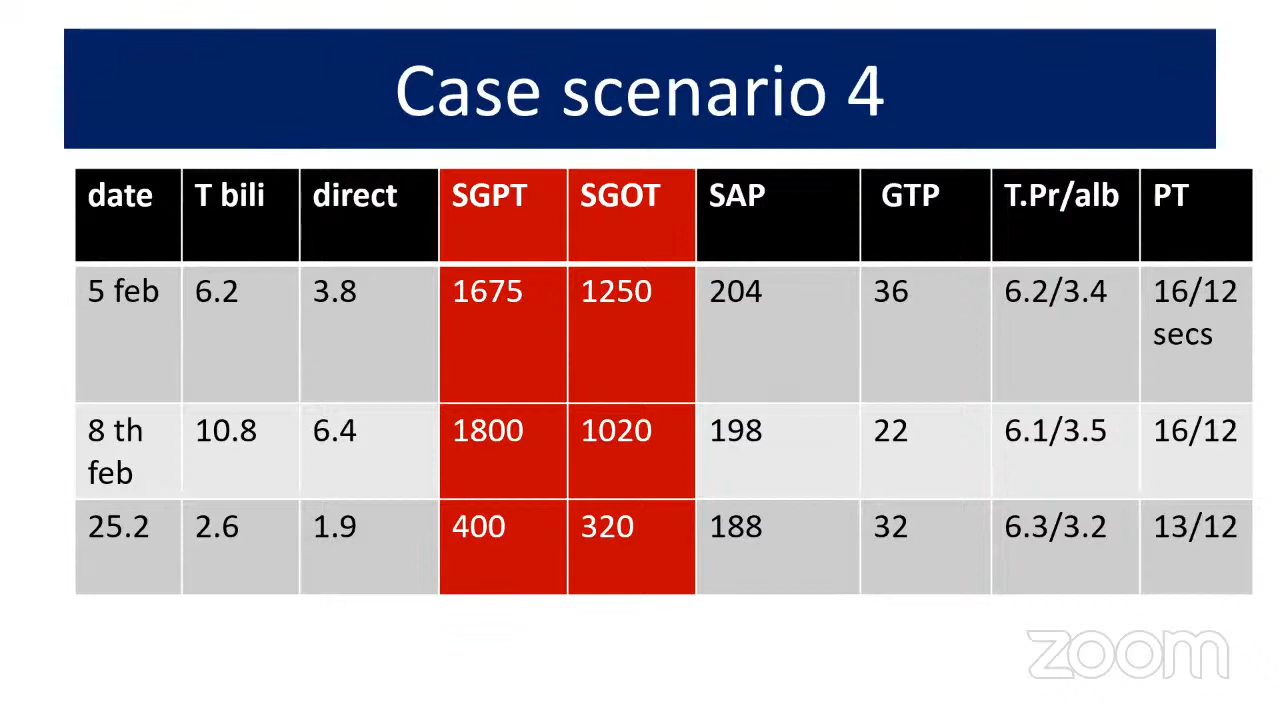 Case scenario 4
date T bili direct SGPT SGOT SAP GTP T.Pr/alb PT
5 feb 6.2 3.8 1675 1250 204 36 6.2/3.4 16/12
secs
8 th 10.8 6.4 1800 1020 198 22 6.1/3.5 16/12
feb
25.2 2.6 1.9 400 320 188 32 6.3/3.2 13/12
zoom